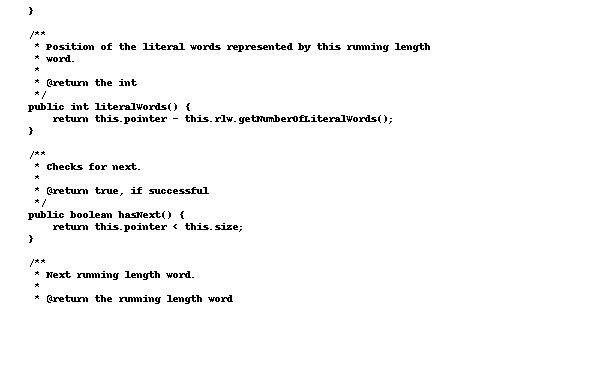 }

/**
 * Position of the literal words represented by this running length
 * word.
 *
 * @return the int
 */
public int literalWords() {
    return this.pointer - this.rlw.getNumberOfLiteralWords();
}

/**
 * Checks for next.
 *
 * @return true, if successful
 */
public boolean hasNext() {
    return this.pointer < this.size;
}

/**
 * Next running length word.
 *
 * @return the running length word